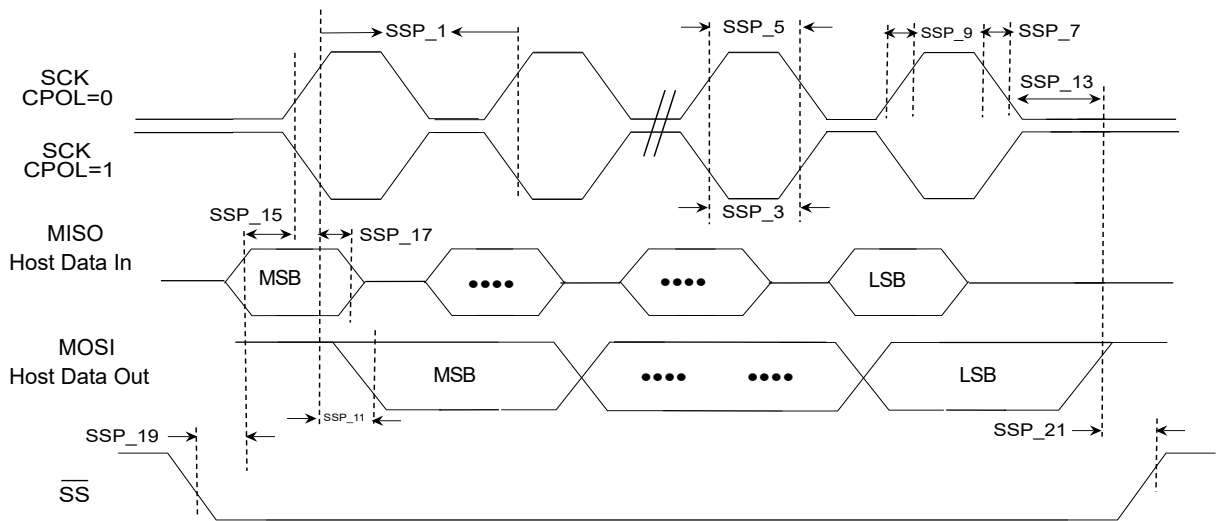 SSP_1
SSP_5
SSP_9
SSP_7
SCK
CPOL=0
SSP_13
SCK
CPOL=1
SSP_3
SSP_15
SSP_17
MISO
Host Data In
MSB
••••
••••
LSB
MOSI
Host Data Out
MSB
••••
••••
LSB
SSP_11
SSP_19
SSP_21
SS